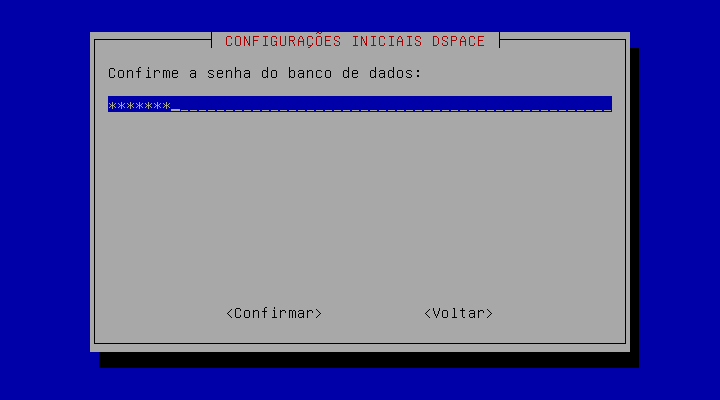 CONFIGURAÇÕES INICIAIS DSPACE
Confirme a senha do banco de dados:
*******
<Confirmar> <Voltar>